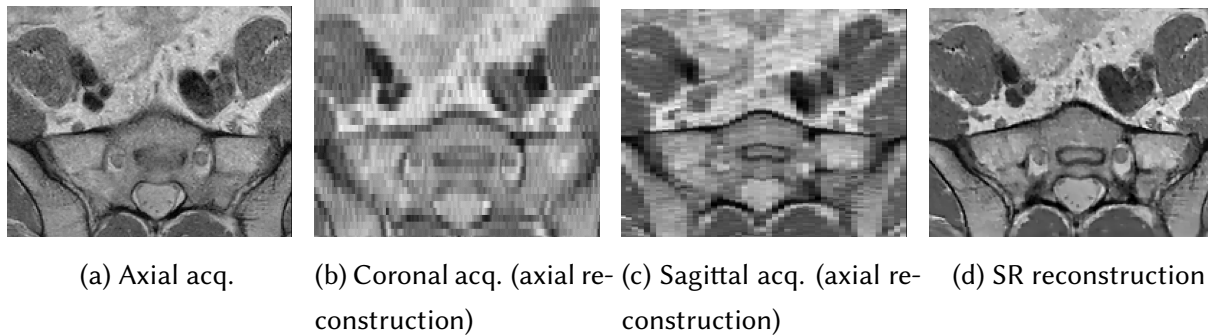 (a) Axial acq.
(b) Coronal acq. (axial re-
construction)
(c) Sagittal acq. (axial re-
construction)
(d) SR reconstruction